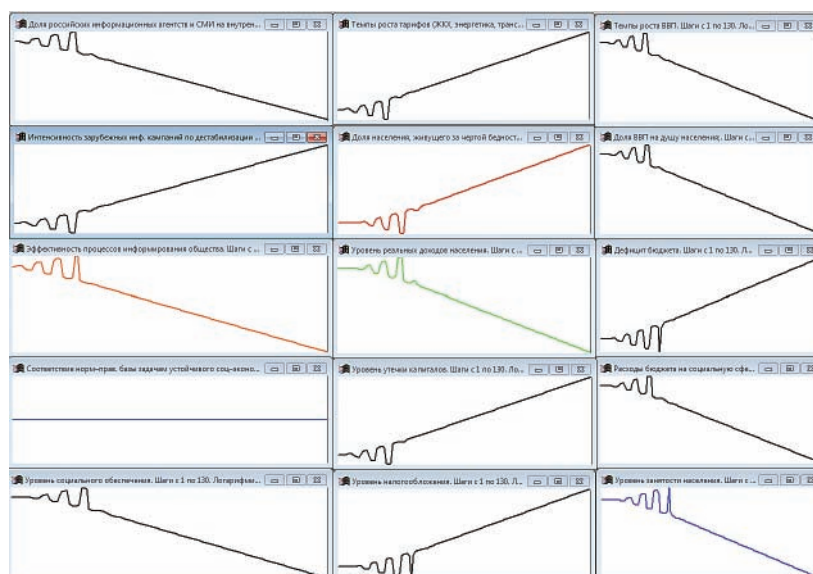 Доля российских информационных агентств и СМИ на внутрен...
Темпы роста тарифов (ЖКХ, энергетика, транс...
Темпы роста ВВП. Шаги с 1 по 130. Ло...
Интенсивность зарубежных инф. кампаний по дестабилизации ...
Доля населения, живущего за чертой бедност...
Доля ВВП на душу населения. Шаги с...
Эффективность процессов информирования общества. Шаги с ...
Уровень реальных доходов населения. Шаги с...
Дефицит бюджета. Шаги с 1 по 130. Л...
Соответствие норм-прав. базы задачам устойчивого соц-эконо...
Уровень утечки капиталов. Шаги с 1 по 130. Ло...
Расходы бюджета на социальную сфе...
Уровень социального обеспечения. Шаги с 1 по 130. Логарифми...
Уровень налогообложения. Шаги с 1 по 130. Л...
Уровень занятости населения. Шаги с ...